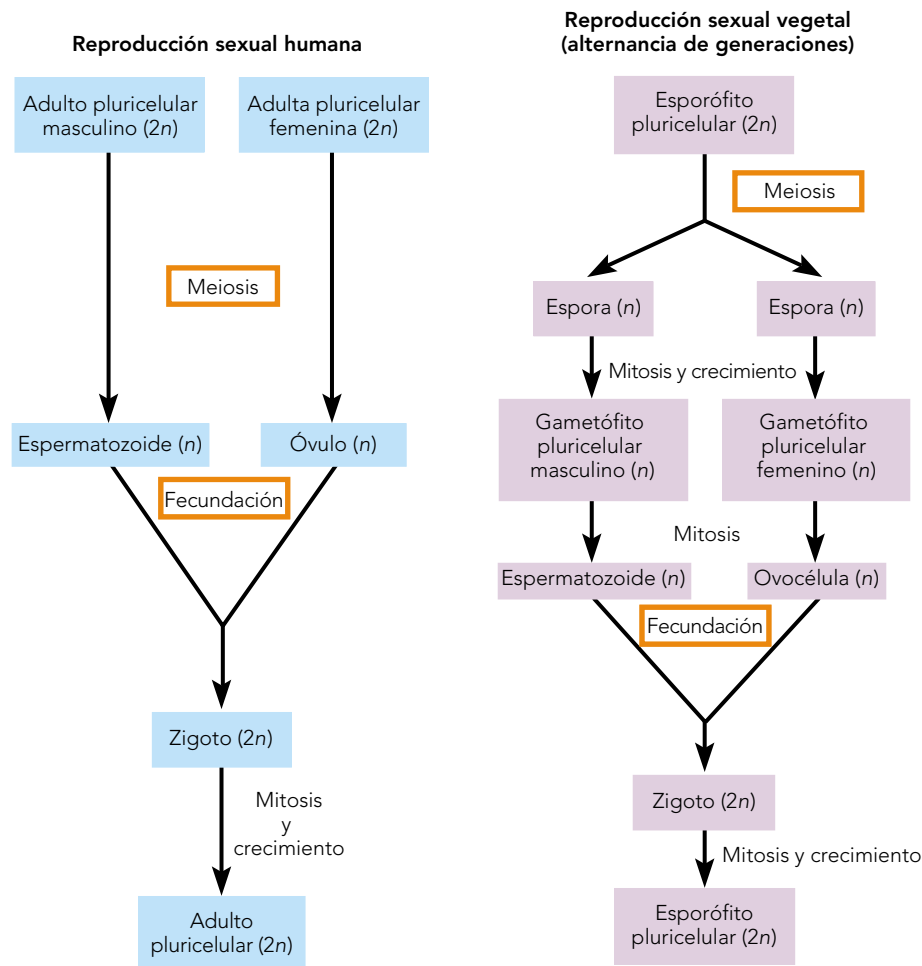 Reproducción sexual humana
Adulto pluricelular
masculino (2n)
Adulta pluricelular
femenina (2n)
Meiosis
Espermatozoide (n)
Óvulo (n)
Fecundación
Zigoto (2n)
Mitosis
y
crecimiento
Adulto
pluricelular (2n)
Reproducción sexual vegetal
(alternancia de generaciones)
Esporófito
pluricelular (2n)
Meiosis
Espora (n)
Espora (n)
Mitosis y crecimiento
Gametófito
pluricelular
masculino (n)
Gametófito
pluricelular
femenino (n)
Mitosis
Espermatozoide (n)
Ovocélula (n)
Fecundación
Zigoto (2n)
Mitosis y crecimiento
Esporófito
pluricelular (2n)